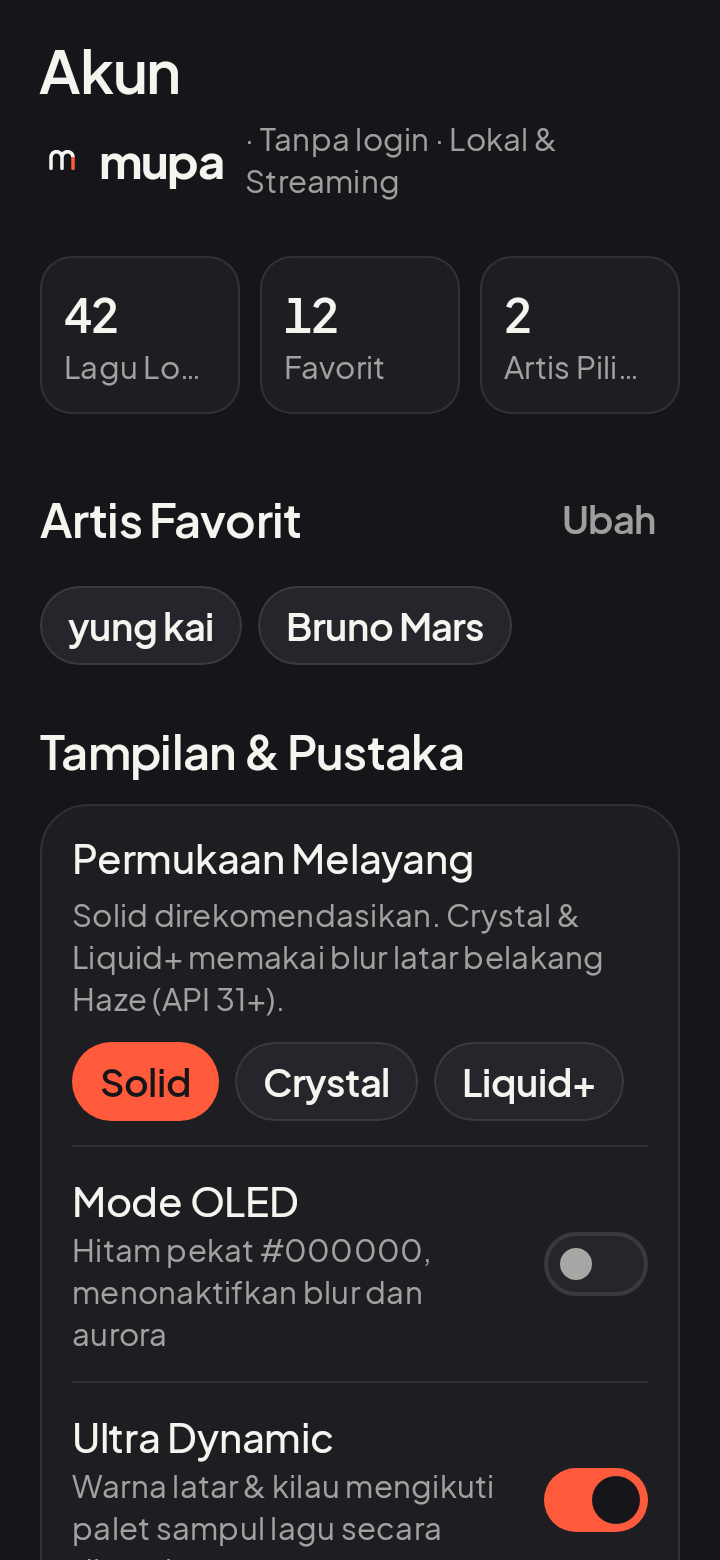 Akun
m mupa · Tanpa login · Lokal &
Streaming
42
Lagu Lo...
12
Favorit
2
Artis Pili...
Artis Favorit
Ubah
yung kai
Bruno Mars
Tampilan & Pustaka
Permukaan Melayang
Solid direkomendasikan. Crystal &
Liquid+ memakai blur latar belakang
Haze (API 31+).
Solid
Crystal
Liquid+
Mode OLED
Hitam pekat #000000,
menonaktifkan blur dan
aurora
Ultra Dynamic
Warna latar & kilau mengikuti
palet sampul lagu secara